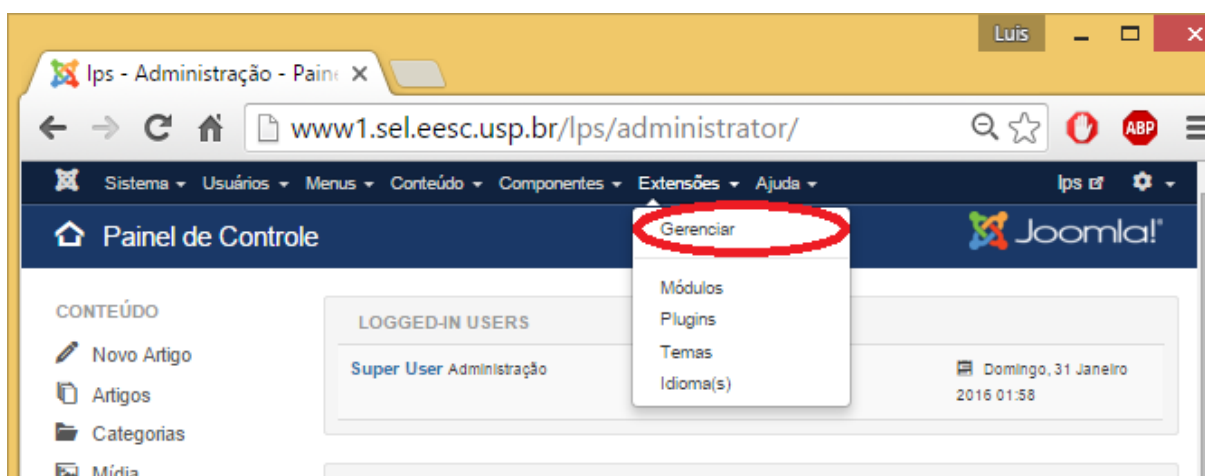 Luis
lps - Administração - Paine
www1.sel.eesc.usp.br/lps/administrator/
ABP
Sistema Usuários Menus Conteúdo Componentes Extensões Ajuda lps
Painel de Controle
Joomla!
Gerenciar
Módulos
Plugins
Temas
Idioma(s)
CONTEÚDO
Novo Artigo
Artigos
Categorias
Mídia
LOGGED-IN USERS
Super User Administração
Domingo, 31 Janeiro
2016 01:58